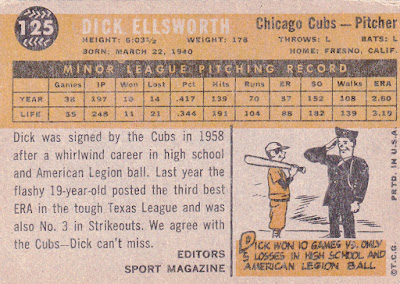 125
DICK ELLSWORTH
Chicago Cubs—Pitcher
HEIGHT: 6:03½ WEIGHT: 178 THROWS: L BATS: L
BORN: MARCH 22, 1940 HOME: FRESNO, CALIF.
MINOR LEAGUE PITCHING RECORD
Games IP Won Lost Pct. Hits Runs ER SO Walks ERA
YEAR 197 10 14 .417 139 70 57 152 108 2.60
LIFE 248 11 21 .344 191 104 88 182 139 3.19
Dick was signed by the Cubs in 1958
after a whirlwind career in high school
and American Legion ball. Last year the
flashy 19-year-old posted the third best
ERA in the tough Texas League and was
also No. 3 in Strikeouts. We agree with
the Cubs—Dick can't miss.
EDITORS
SPORT MAGAZINE
DICK WON GAMES VS. ONLY
5 LOSSES IN HIGH SCHOOL AND
AMERICAN LEGION BALL
PRTD. IN U.S.A.
©T.C.G.